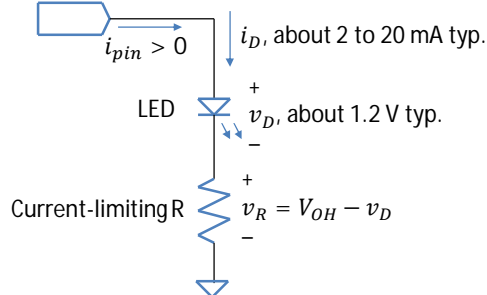 i_D, about 2 to 20 mA typ.
i_pin > 0
+
LED
v_D, about 1.2 V typ.
–
+
Current-limiting R
v_R = V_OH − v_D
–